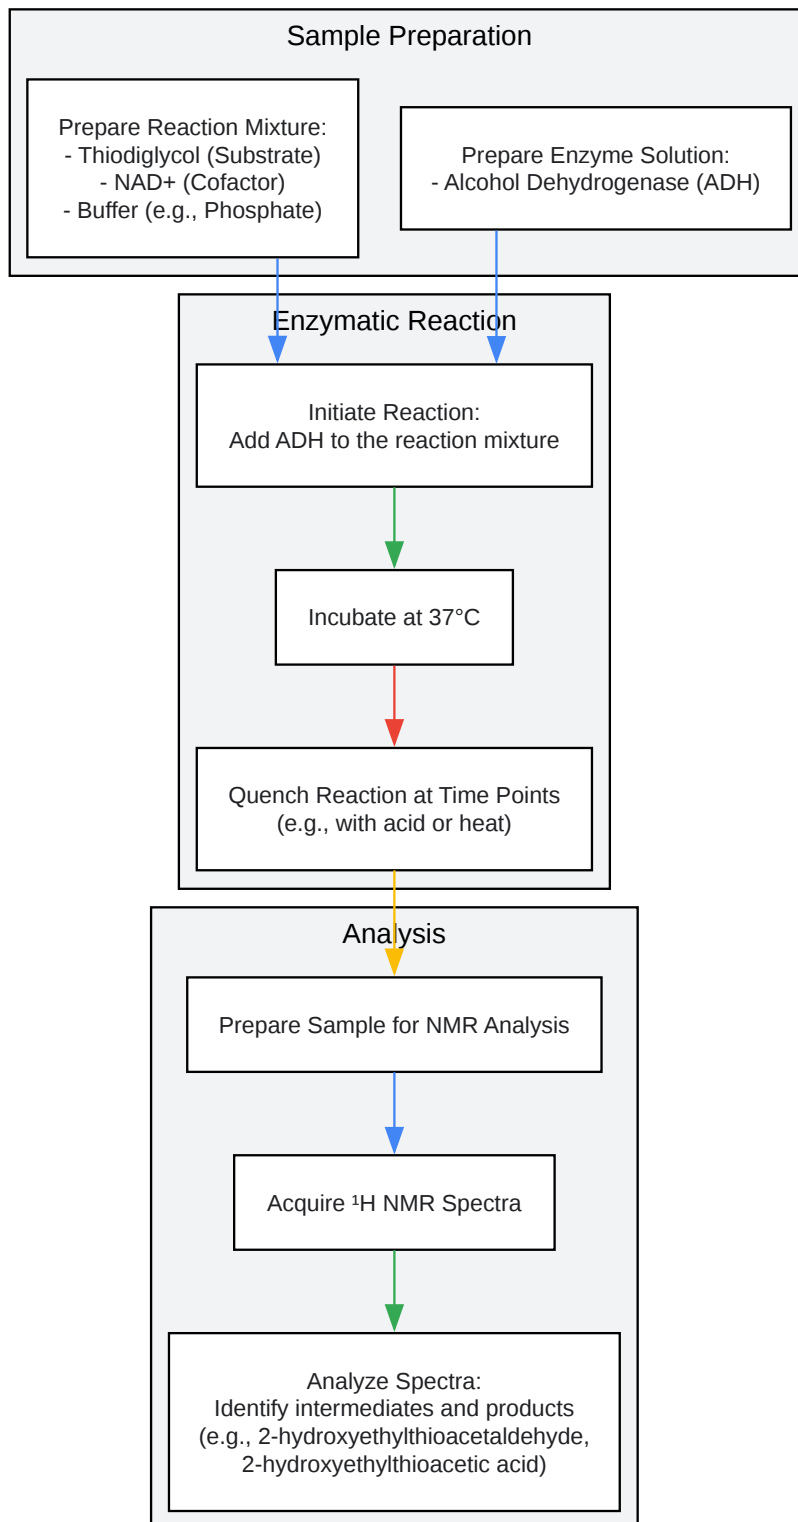 Sample Preparation
Prepare Reaction Mixture:
- Thiodiglycol (Substrate)
- NAD+ (Cofactor)
- Buffer (e.g., Phosphate)
Prepare Enzyme Solution:
- Alcohol Dehydrogenase (ADH)
Enzymatic Reaction
Initiate Reaction:
Add ADH to the reaction mixture
Incubate at 37°C
Quench Reaction at Time Points
(e.g., with acid or heat)
Analysis
Prepare Sample for NMR Analysis
Acquire ¹H NMR Spectra
Analyze Spectra:
Identify intermediates and products
(e.g., 2-hydroxyethylthioacetaldehyde,
2-hydroxyethylthioacetic acid)